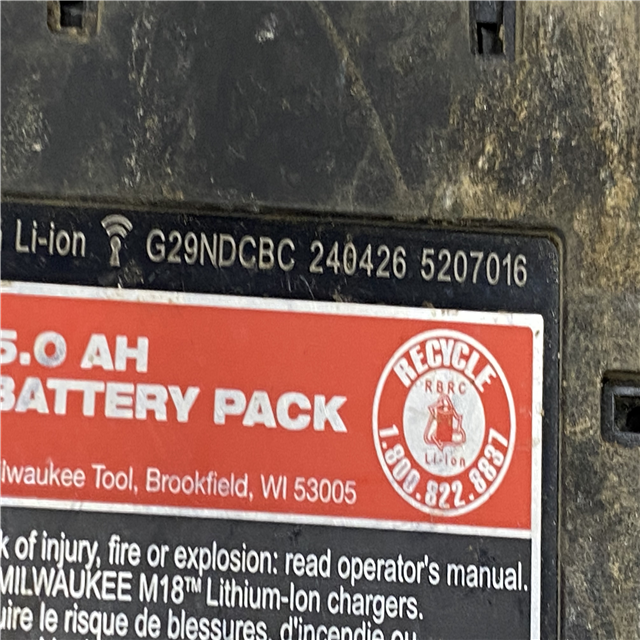 Li-ion G29NDCBC 240426 5207016
5.0 AH
BATTERY PACK
RECYCLE
RBRC
Li-Ion
1.800.822.8837
Milwaukee Tool, Brookfield, WI 53005
of injury, fire or explosion: read operator's manual.
MILWAUKEE M18™ Lithium-Ion chargers.
le risque de blessures, d'incendie ou